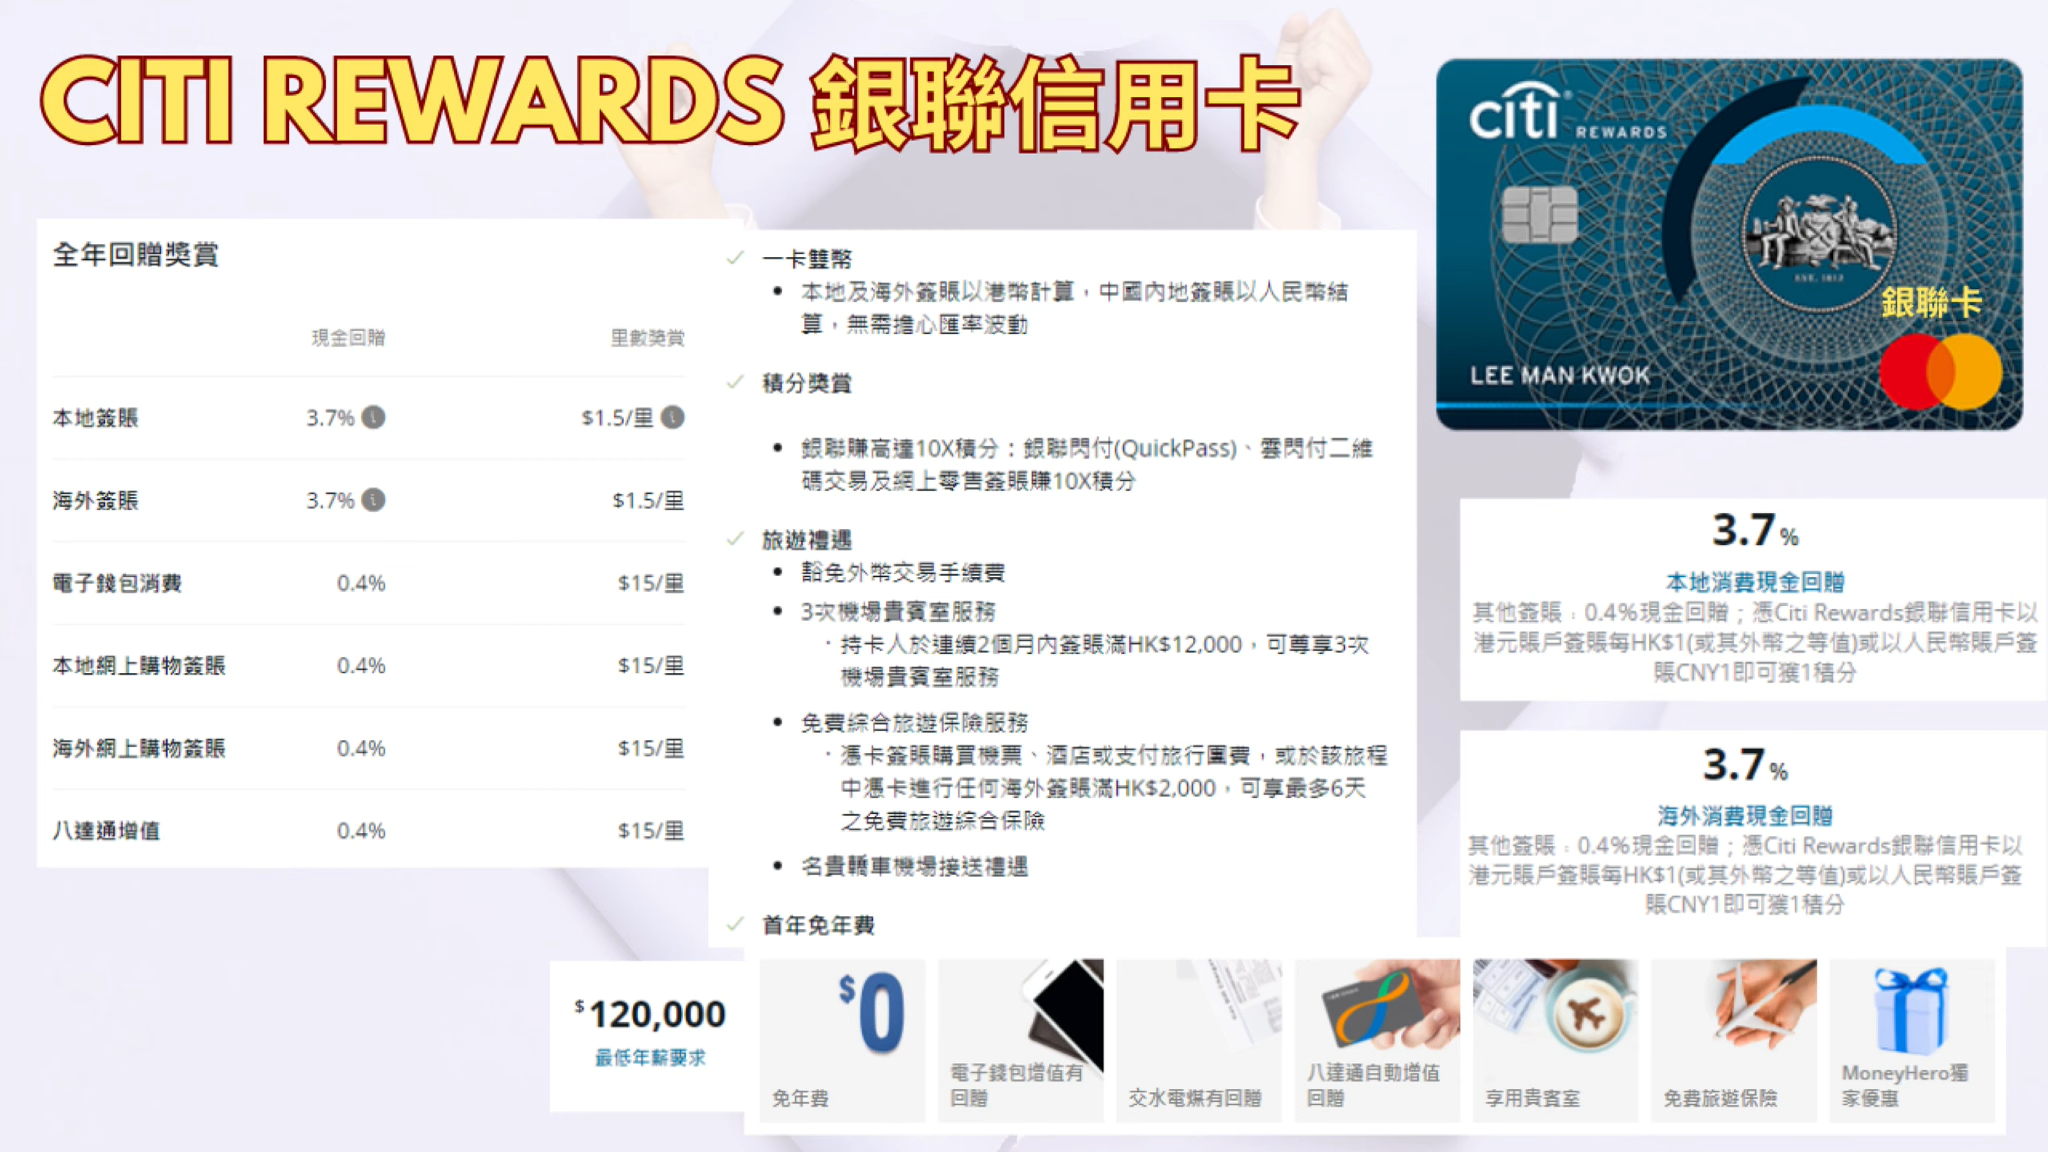 CITI REWARDS 銀聯信用卡
citi REWARDS
EST. 1812
銀聯卡
LEE MAN KWOK
全年回贈獎賞
現金回贈 里數獎賞
本地簽賬 3.7% $1.5/里
海外簽賬 3.7% $1.5/里
電子錢包消費 0.4% $15/里
本地網上購物簽賬 0.4% $15/里
海外網上購物簽賬 0.4% $15/里
八達通增值 0.4% $15/里
一卡雙幣
本地及海外簽賬以港幣計算，中國內地簽賬以人民幣結
算，無需擔心匯率波動
積分獎賞
銀聯賺高達10X積分：銀聯閃付(QuickPass)、雲閃付二維
碼交易及網上零售簽賬賺10X積分
旅遊禮遇
豁免外幣交易手續費
3次機場貴賓室服務
持卡人於連續2個月內簽賬滿HK$12,000，可尊享3次
機場貴賓室服務
免費綜合旅遊保險服務
憑卡簽賬購買機票、酒店或支付旅行團費，或於該旅程
中憑卡進行任何海外簽賬滿HK$2,000，可享最多6天
之免費旅遊綜合保險
名貴轎車機場接送禮遇
首年免年費
3.7%
本地消費現金回贈
其他簽賬：0.4%現金回贈；憑Citi Rewards銀聯信用卡以
港元賬戶簽賬每HK$1(或其外幣之等值)或以人民幣賬戶簽
賬CNY1即可獲1積分
3.7%
海外消費現金回贈
其他簽賬：0.4%現金回贈；憑Citi Rewards銀聯信用卡以
港元賬戶簽賬每HK$1(或其外幣之等值)或以人民幣賬戶簽
賬CNY1即可獲1積分
$120,000
最低年薪要求
$0
免年費
電子錢包增值有
回贈
交水電煤有回贈
八達通自動增值
回贈
享用貴賓室
免費旅遊保險
MoneyHero獨
家優惠